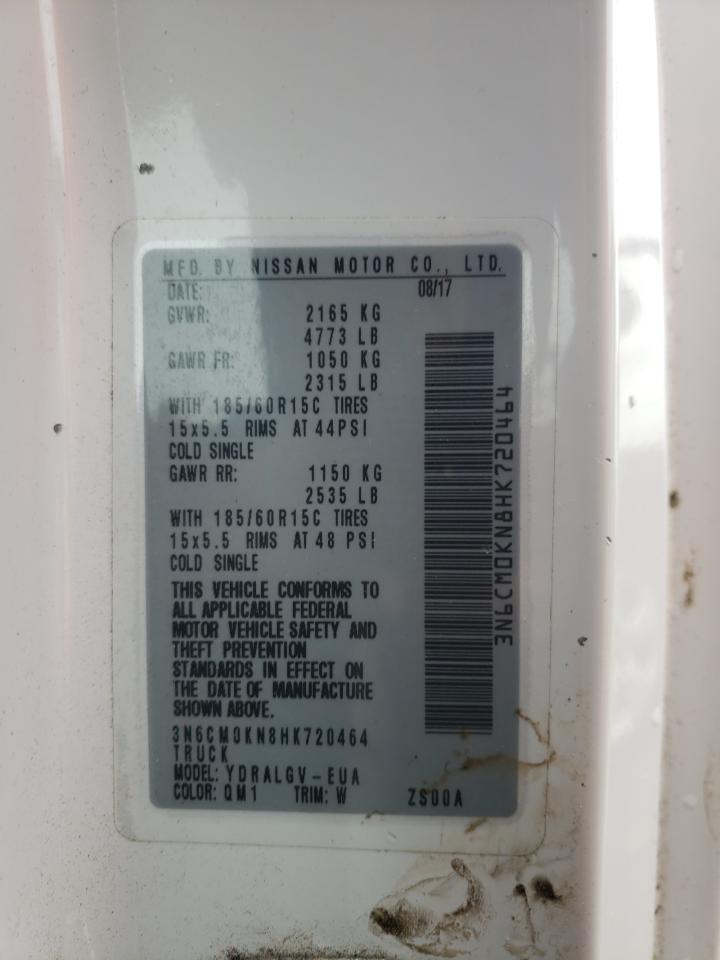 MFD. BY NISSAN MOTOR CO., LTD.
DATE: 08/17
GVWR: 2165 KG
4773 LB
GAWR FR: 1050 KG
2315 LB
WITH 185/60R15C TIRES
15x5.5 RIMS AT 44PSI
COLD SINGLE
GAWR RR: 1150 KG
2535 LB
WITH 185/60R15C TIRES
15x5.5 RIMS AT 48 PSI
COLD SINGLE
THIS VEHICLE CONFORMS TO
ALL APPLICABLE FEDERAL
MOTOR VEHICLE SAFETY AND
THEFT PREVENTION
STANDARDS IN EFFECT ON
THE DATE OF MANUFACTURE
SHOWN ABOVE.
3N6CM0KN8HK720464
TRUCK
MODEL: YDRALGV-EUA
COLOR: QM1 TRIM: W ZS00A
3N6CM0KN8HK720464